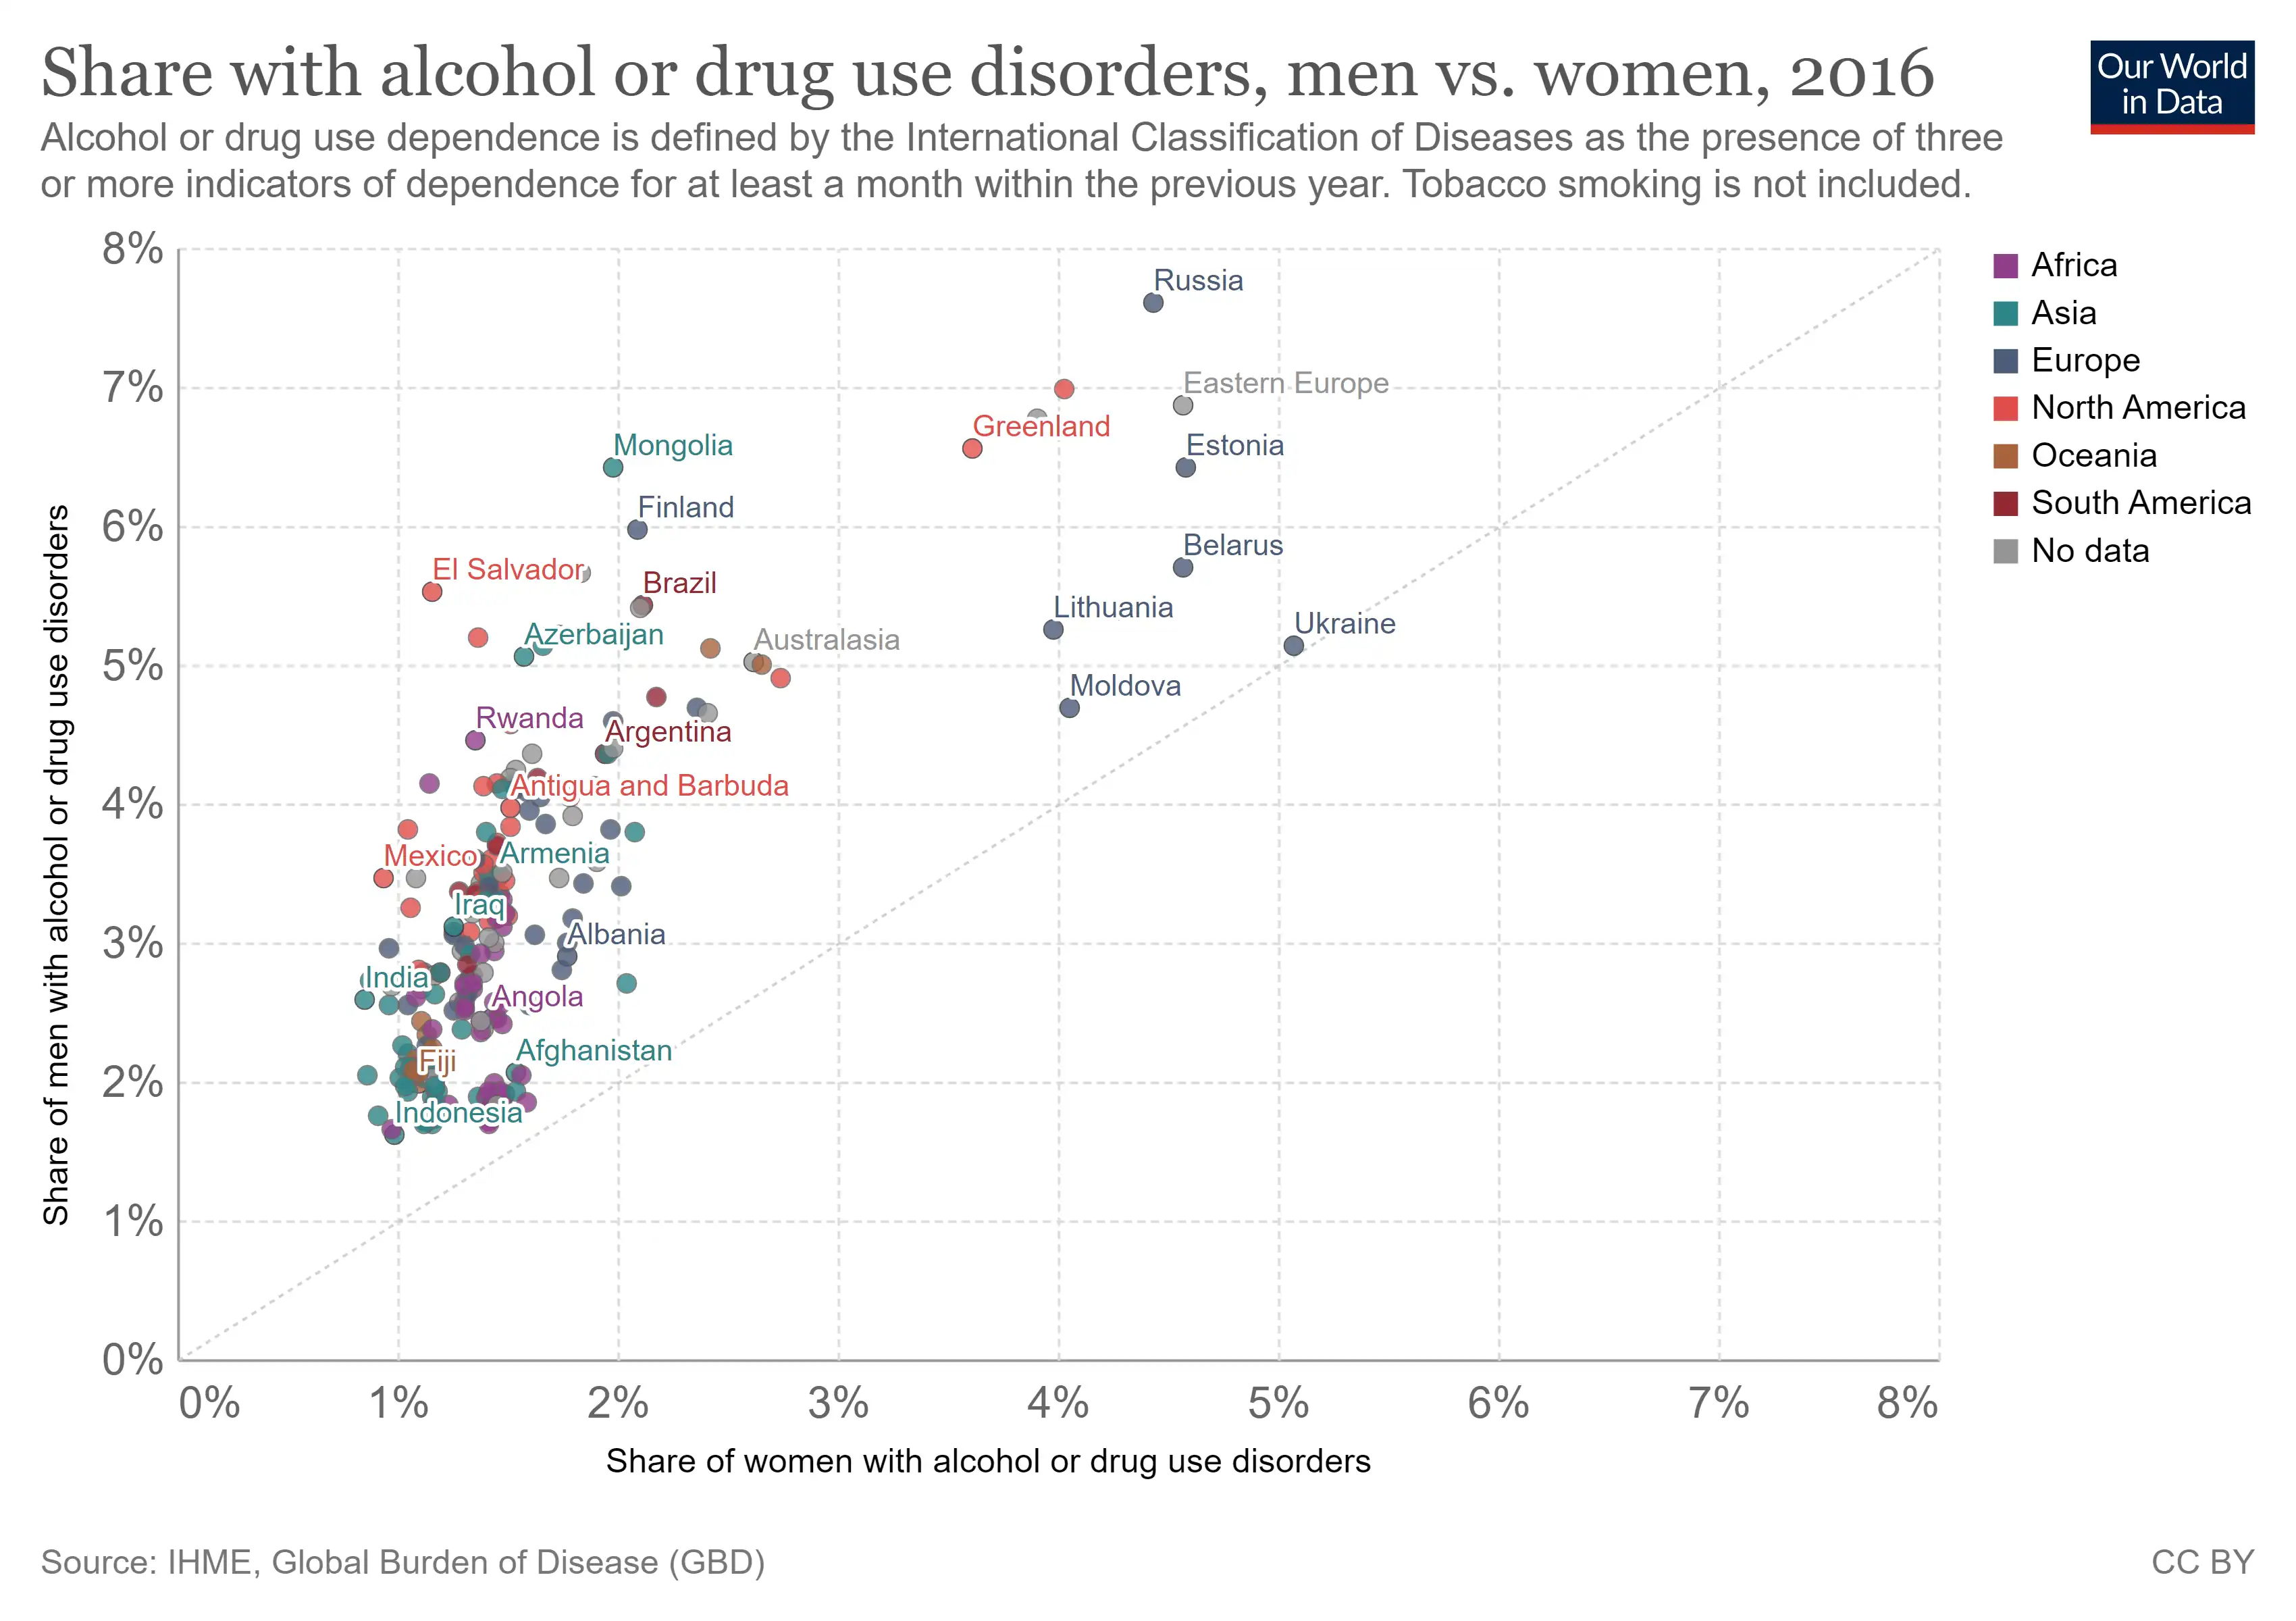 Share with alcohol or drug use disorders, men vs. women, 2016
Our World
in Data
Alcohol or drug use dependence is defined by the International Classification of Diseases as the presence of three
or more indicators of dependence for at least a month within the previous year. Tobacco smoking is not included.
8%
7%
6%
5%
4%
3%
2%
1%
0%
Share of men with alcohol or drug use disorders
Russia
Eastern Europe
Greenland
Mongolia
Estonia
Finland
Belarus
El Salvador
Brazil
Lithuania
Ukraine
Azerbaijan
Australasia
Moldova
Rwanda
Argentina
Antigua and Barbuda
Mexico
Armenia
Iraq
Albania
India
Angola
Afghanistan
Fiji
Indonesia
Africa
Asia
Europe
North America
Oceania
South America
No data
0%
1%
2%
3%
4%
5%
6%
7%
8%
Share of women with alcohol or drug use disorders
Source: IHME, Global Burden of Disease (GBD)
CC BY